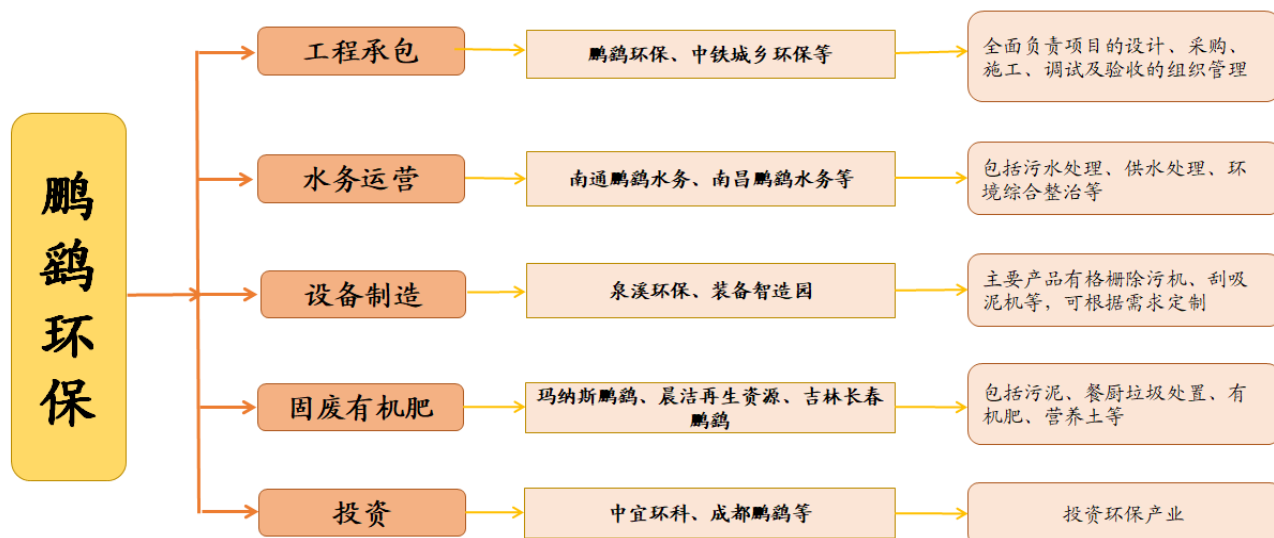 鹏鹞环保
工程承包
鹏鹞环保、中铁城乡环保等
全面负责项目的设计、采购、
施工、调试及验收的组织管理
水务运营
南通鹏鹞水务、南昌鹏鹞水务等
包括污水处理、供水处理、环
境综合整治等
设备制造
泉溪环保、装备智造园
主要产品有格栅除污机、刮吸
泥机等，可根据需求定制
固废有机肥
玛纳斯鹏鹞、晨洁再生资源、吉林长春
鹏鹞
包括污泥、餐厨垃圾处置、有
机肥、营养土等
投资
中宜环科、成都鹏鹞等
投资环保产业